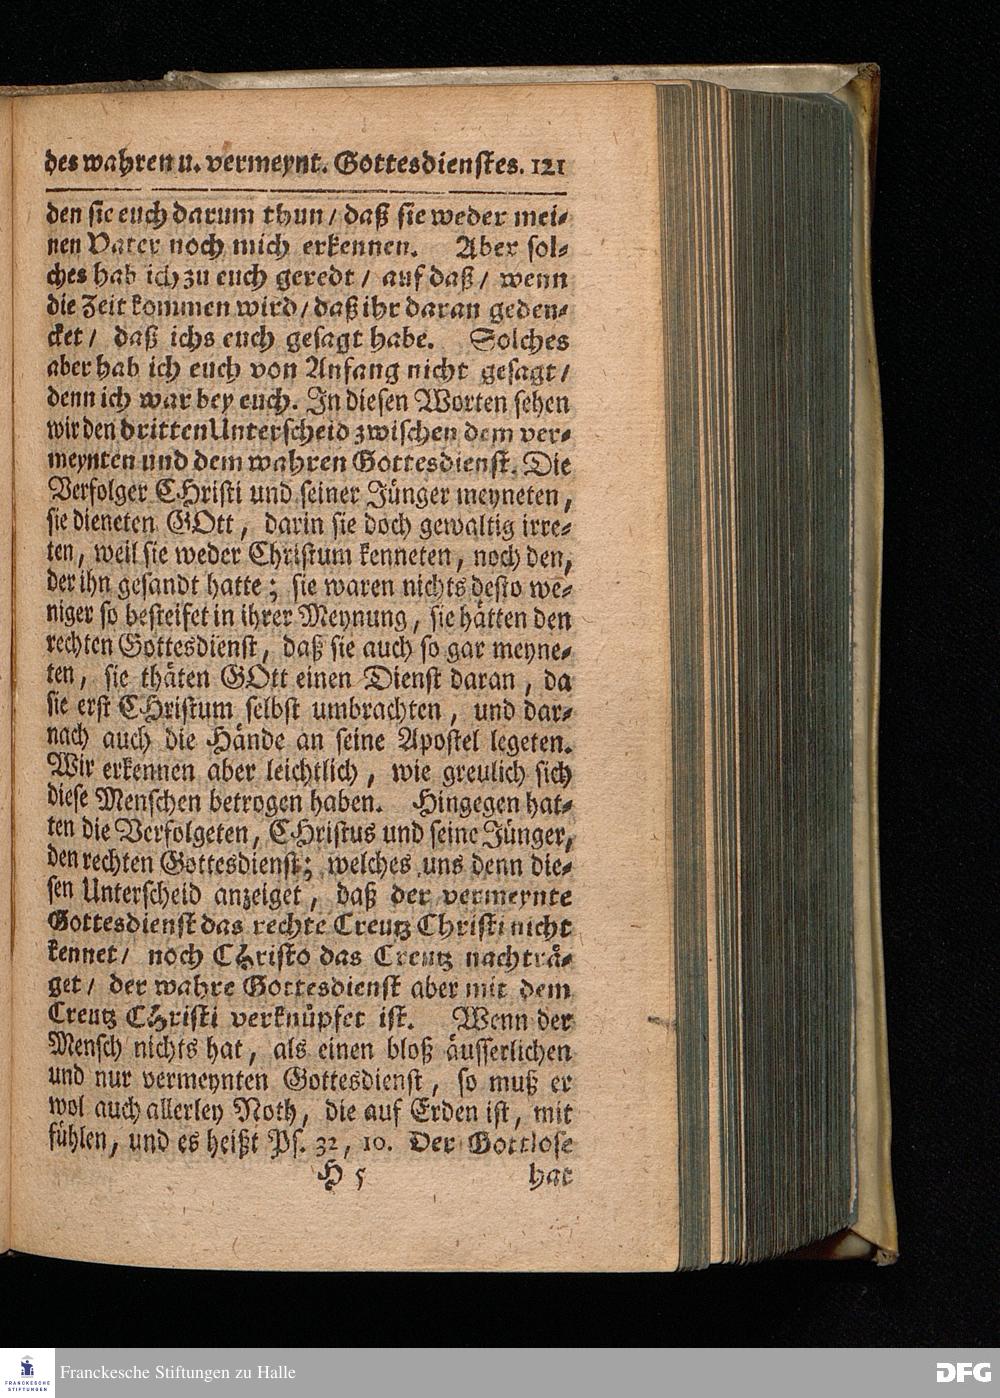 des wahren u. vermeynt. Gottesdienstes. 121
den sie euch darum thun / daß sie weder mei-
nen Vater noch mich erkennen. Aber sol-
ches hab ich zu euch geredt / auf daß / wenn
die Zeit kommen wird / daß ihr daran geden-
cket / daß ichs euch gesagt habe. Solches
aber hab ich euch von Anfang nicht gesagt /
denn ich war bey euch. In diesen Worten sehen
wir den dritten Unterscheid zwischen dem ver-
meynten und dem wahren Gottesdienst. Die
Verfolger CHristi und seiner Jünger meyneten,
sie dieneten GOtt, darin sie doch gewaltig irre-
ten, weil sie weder Christum kenneten, noch den,
der ihn gesandt hatte; sie waren nichts desto we-
niger so besteifet in ihrer Meynung, sie hätten den
rechten Gottesdienst, daß sie auch so gar meyne-
ten, sie thäten GOtt einen Dienst daran, da
sie erst CHristum selbst umbrachten, und dar-
nach auch die Hände an seine Apostel legeten.
Wir erkennen aber leichtlich, wie greulich sich
diese Menschen betrogen haben. Hingegen hat-
ten die Verfolgeten, CHristus und seine Jünger,
den rechten Gottesdienst; welches uns denn die-
sen Unterscheid anzeiget, daß der vermeynte
Gottesdienst das rechte Creutz Christi nicht
kennet / noch CHristo das Creutz nachträ-
get / der wahre Gottesdienst aber mit dem
Creutz CHristi verknüpfet ist. Wenn der
Mensch nichts hat, als einen bloß äusserlichen
und nur vermeynten Gottesdienst, so muß er
wol auch allerley Noth, die auf Erden ist, mit
fühlen, und es heißt Ps. 32, 10. Der Gottlose
H 5 hat
FRANCKESCHE STIFTUNGEN
Franckesche Stiftungen zu Halle
DFG